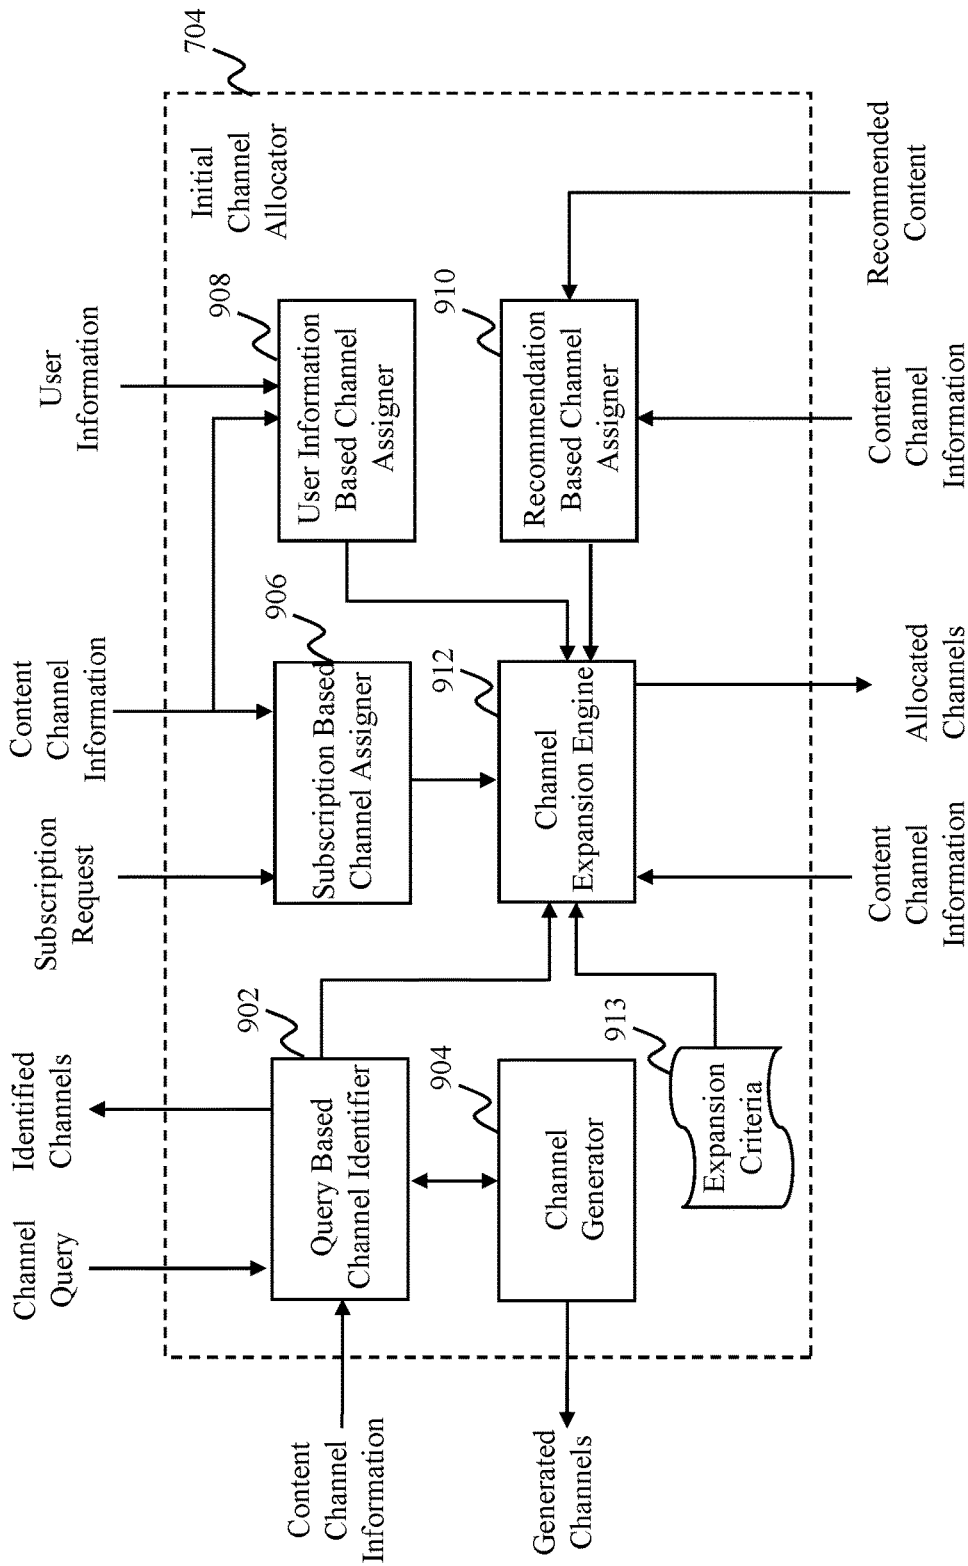 Channel
Query
Identified
Channels
Subscription
Request
Content
Channel
Information
User
Information
704
Initial
Channel
Allocator
Content
Channel
Information
902
Query Based
Channel Identifier
906
Subscription Based
Channel Assigner
908
User Information
Based Channel
Assigner
904
Channel
Generator
912
Channel
Expansion Engine
910
Recommendation
Based Channel
Assigner
913
Expansion
Criteria
Generated
Channels
Content
Channel
Information
Allocated
Channels
Content
Channel
Information
Recommended
Content